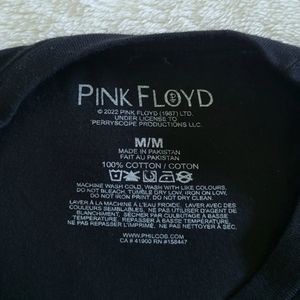 PINK FLOYD
© 2022 PINK FLOYD (1987) LTD.
UNDER LICENSE TO
PERRYSCOPE PRODUCTIONS LLC.
M/M
MADE IN PAKISTAN
FAIT AU PAKISTAN
100% COTTON / COTON
MACHINE WASH COLD, WASH WITH LIKE COLOURS.
DO NOT BLEACH, TUMBLE DRY LOW, IRON ON LOW,
DO NOT IRON PRINT. DO NOT DRY CLEAN.
LAVER À LA MACHINE À L'EAU FROIDE. LAVER AVEC DES
COULEURS SEMBLABLES. NE PAS UTILISER D'AGENT DE
BLANCHIMENT, SÉCHER PAR CULBUTAGE À BASSE
TEMPÉRATURE, REPASSER À BASSE TEMPÉRATURE.
NE PAS REPASSER L'IMPRIMÉ. NE PAS NETTOYER À SEC.
WWW.PHILCOS.COM
CA # 41900 RN #158447